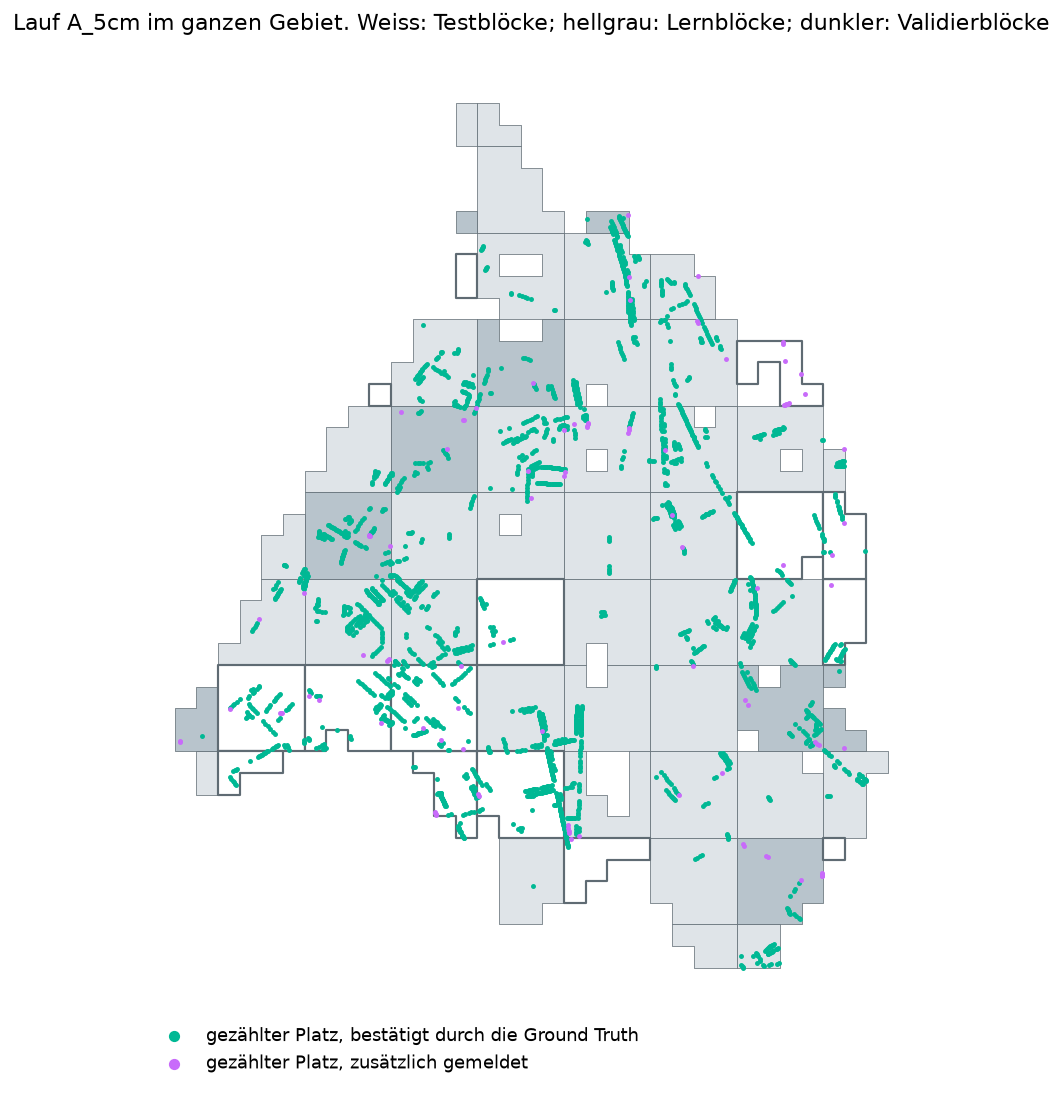 Lauf A_5cm im ganzen Gebiet. Weiss: Testblöcke; hellgrau: Lernblöcke; dunkler: Validierblöcke
gezählter Platz, bestätigt durch die Ground Truth
gezählter Platz, zusätzlich gemeldet